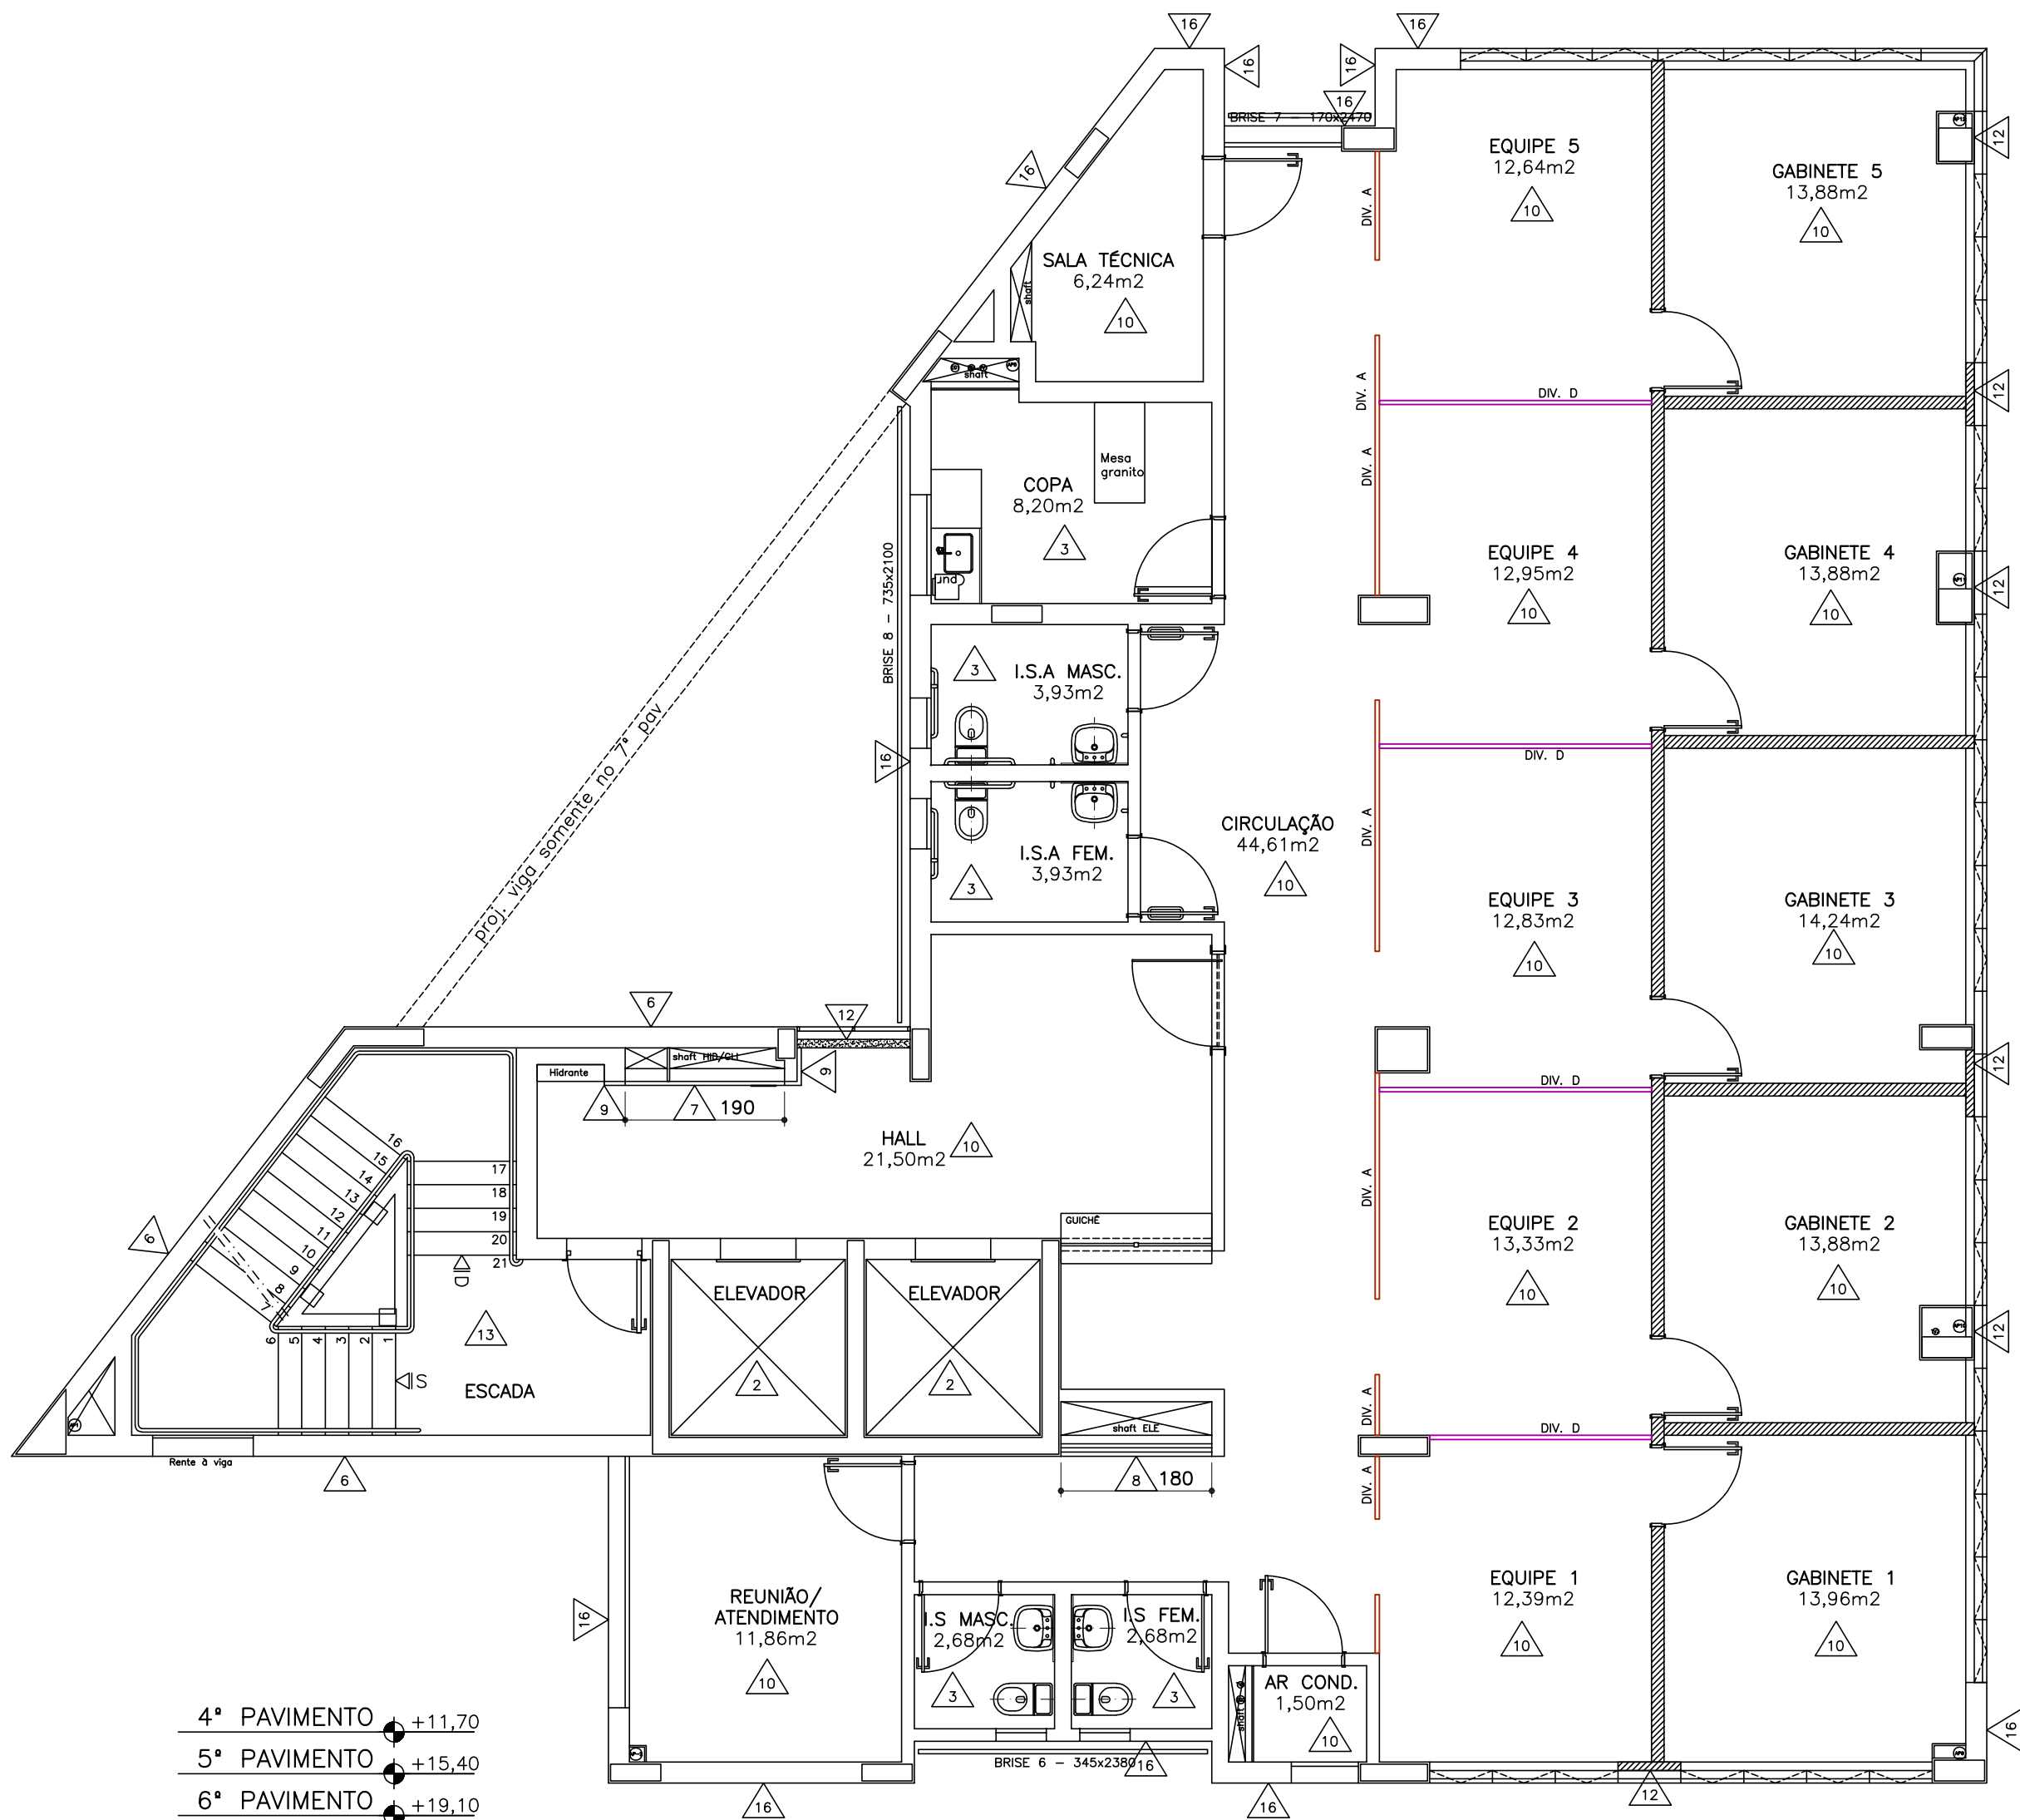 16
16
16
16
16
BRISE 7 - 170x2470
EQUIPE 5
12,64m2
10
GABINETE 5
13,88m2
10
12
16
DIV. A
SALA TÉCNICA
6,24m2
10
shaft
shaft
DIV. A
DIV. D
12
Mesa
granito
COPA
8,20m2
3
DIV. A
EQUIPE 4
12,95m2
10
GABINETE 4
13,88m2
10
12
BRISE 8 - 735x2100
3
I.S.A MASC.
3,93m2
16
proj. viga somente no 7º pav
DIV. D
DIV. A
I.S.A FEM.
3,93m2
3
CIRCULAÇÃO
44,61m2
10
EQUIPE 3
12,83m2
10
GABINETE 3
14,24m2
10
6
12
shaft HID/CLI
Hidrante
9
9
7
190
DIV. D
12
HALL
21,50m2
10
DIV. A
16
15
14
13
12
11
10
9
8
7
17
18
19
20
21
D
6
5
4
3
2
1
S
6
13
ESCADA
GUICHÊ
ELEVADOR
2
ELEVADOR
2
EQUIPE 2
13,33m2
10
GABINETE 2
13,88m2
10
12
DIV. A
DIV. D
shaft ELE
Rente à viga
6
8
180
DIV. A
REUNIÃO/
ATENDIMENTO
11,86m2
10
16
I.S MASC.
2,68m2
3
I.S FEM.
2,68m2
3
EQUIPE 1
12,39m2
10
GABINETE 1
13,96m2
10
AR COND.
1,50m2
10
shaft
BRISE 6 - 345x2380
16
16
16
12
16
4º PAVIMENTO +11,70
5º PAVIMENTO +15,40
6º PAVIMENTO +19,10